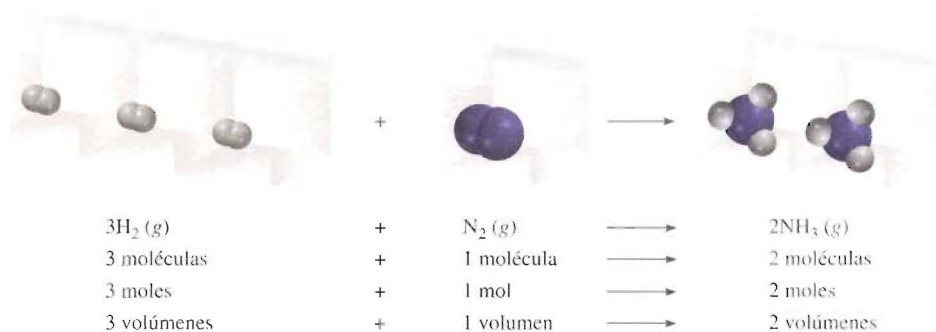 + ⟶
3H₂ (g) + N₂ (g) ⟶ 2NH₃ (g)
3 moléculas + 1 molécula ⟶ 2 moléculas
3 moles + 1 mol ⟶ 2 moles
3 volúmenes + 1 volumen ⟶ 2 volúmenes